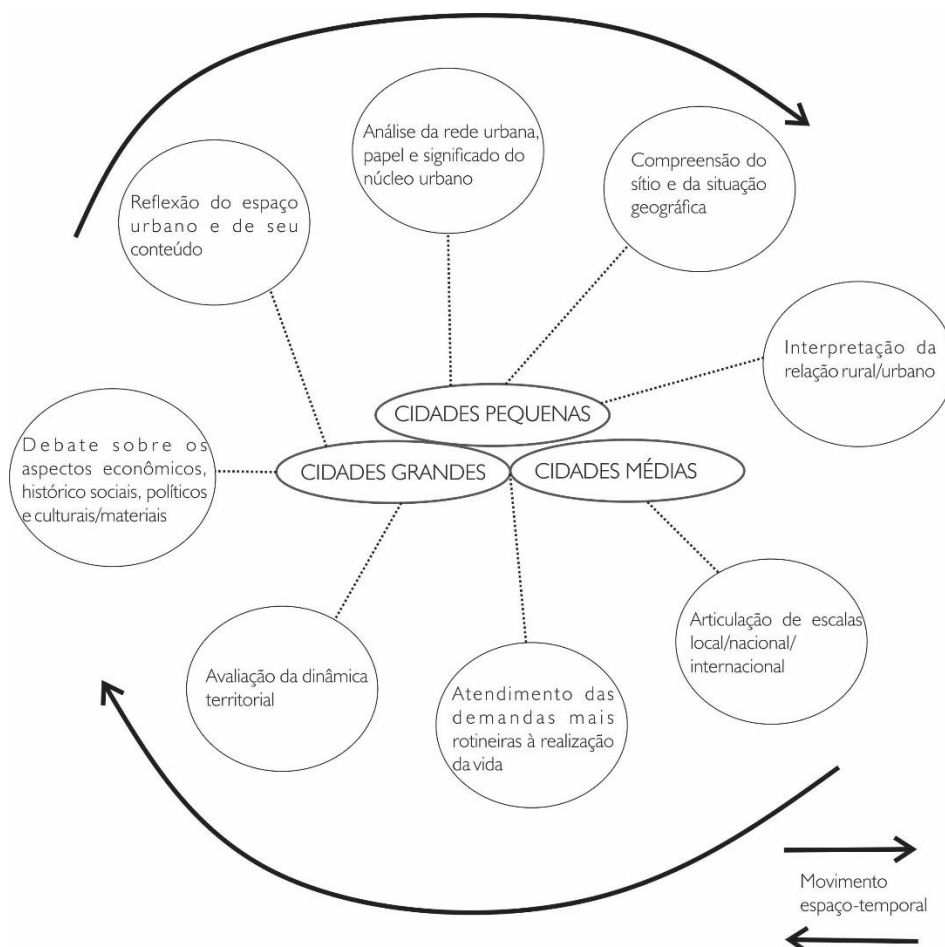 Análise da rede urbana,
papel e significado do
núcleo urbano
Compreensão do
sítio e da situação
geográfica
Reflexão do espaço
urbano e de seu
conteúdo
Interpretação da
relação rural/urbano
CIDADES PEQUENAS
CIDADES GRANDES
CIDADES MÉDIAS
Debate sobre os
aspectos econômicos,
histórico sociais, políticos
e culturais/materiais
Articulação de escalas
local/nacional/
internacional
Avaliação da dinâmica
territorial
Atendimento das
demandas mais
rotineiras à realização
da vida
Movimento
espaço-temporal